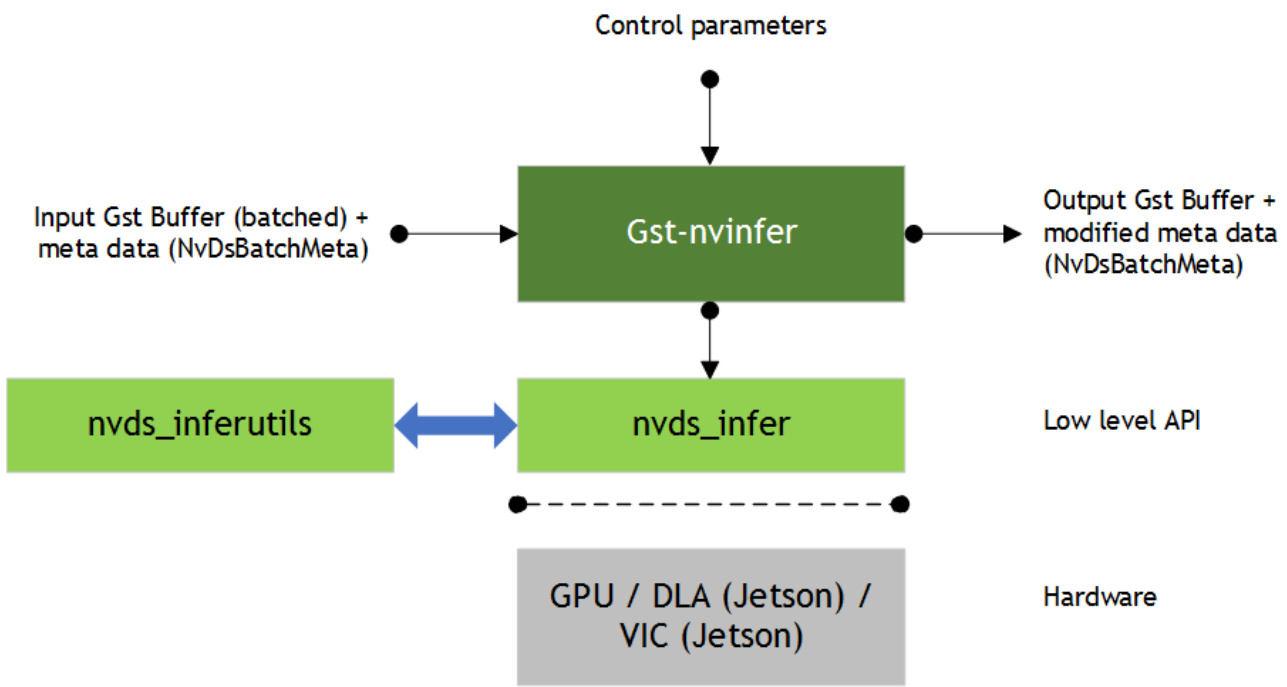 Control parameters
Input Gst Buffer (batched) +
meta data (NvDsBatchMeta)
Gst-nvinfer
Output Gst Buffer +
modified meta data
(NvDsBatchMeta)
nvds_inferutils
nvds_infer
Low level API
GPU / DLA (Jetson) /
VIC (Jetson)
Hardware